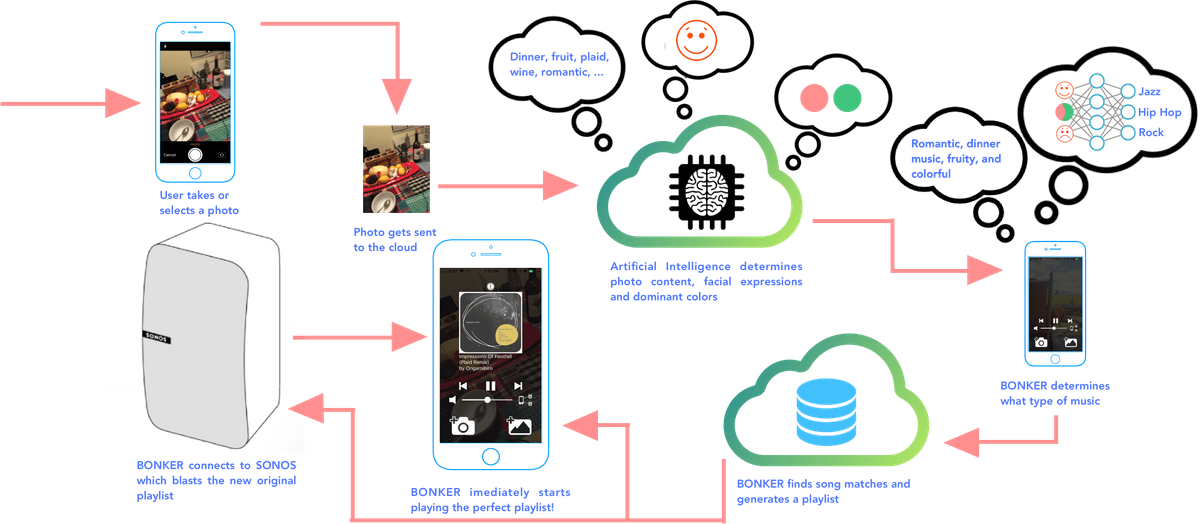 Dinner, fruit, plaid,
wine, romantic, ...
Jazz
Hip Hop
Rock
Romantic, dinner
music, fruity, and
colorful
Cancel
User takes or
selects a photo
Photo gets sent
to the cloud
Artificial Intelligence determines
photo content, facial expressions
and dominant colors
SONOS
Impressions Of Footfall
(Plaid Remix)
by Origamibiro
BONKER determines
what type of music
BONKER connects to SONOS
which blasts the new original
playlist
BONKER imediately starts
playing the perfect playlist!
BONKER finds song matches and
generates a playlist